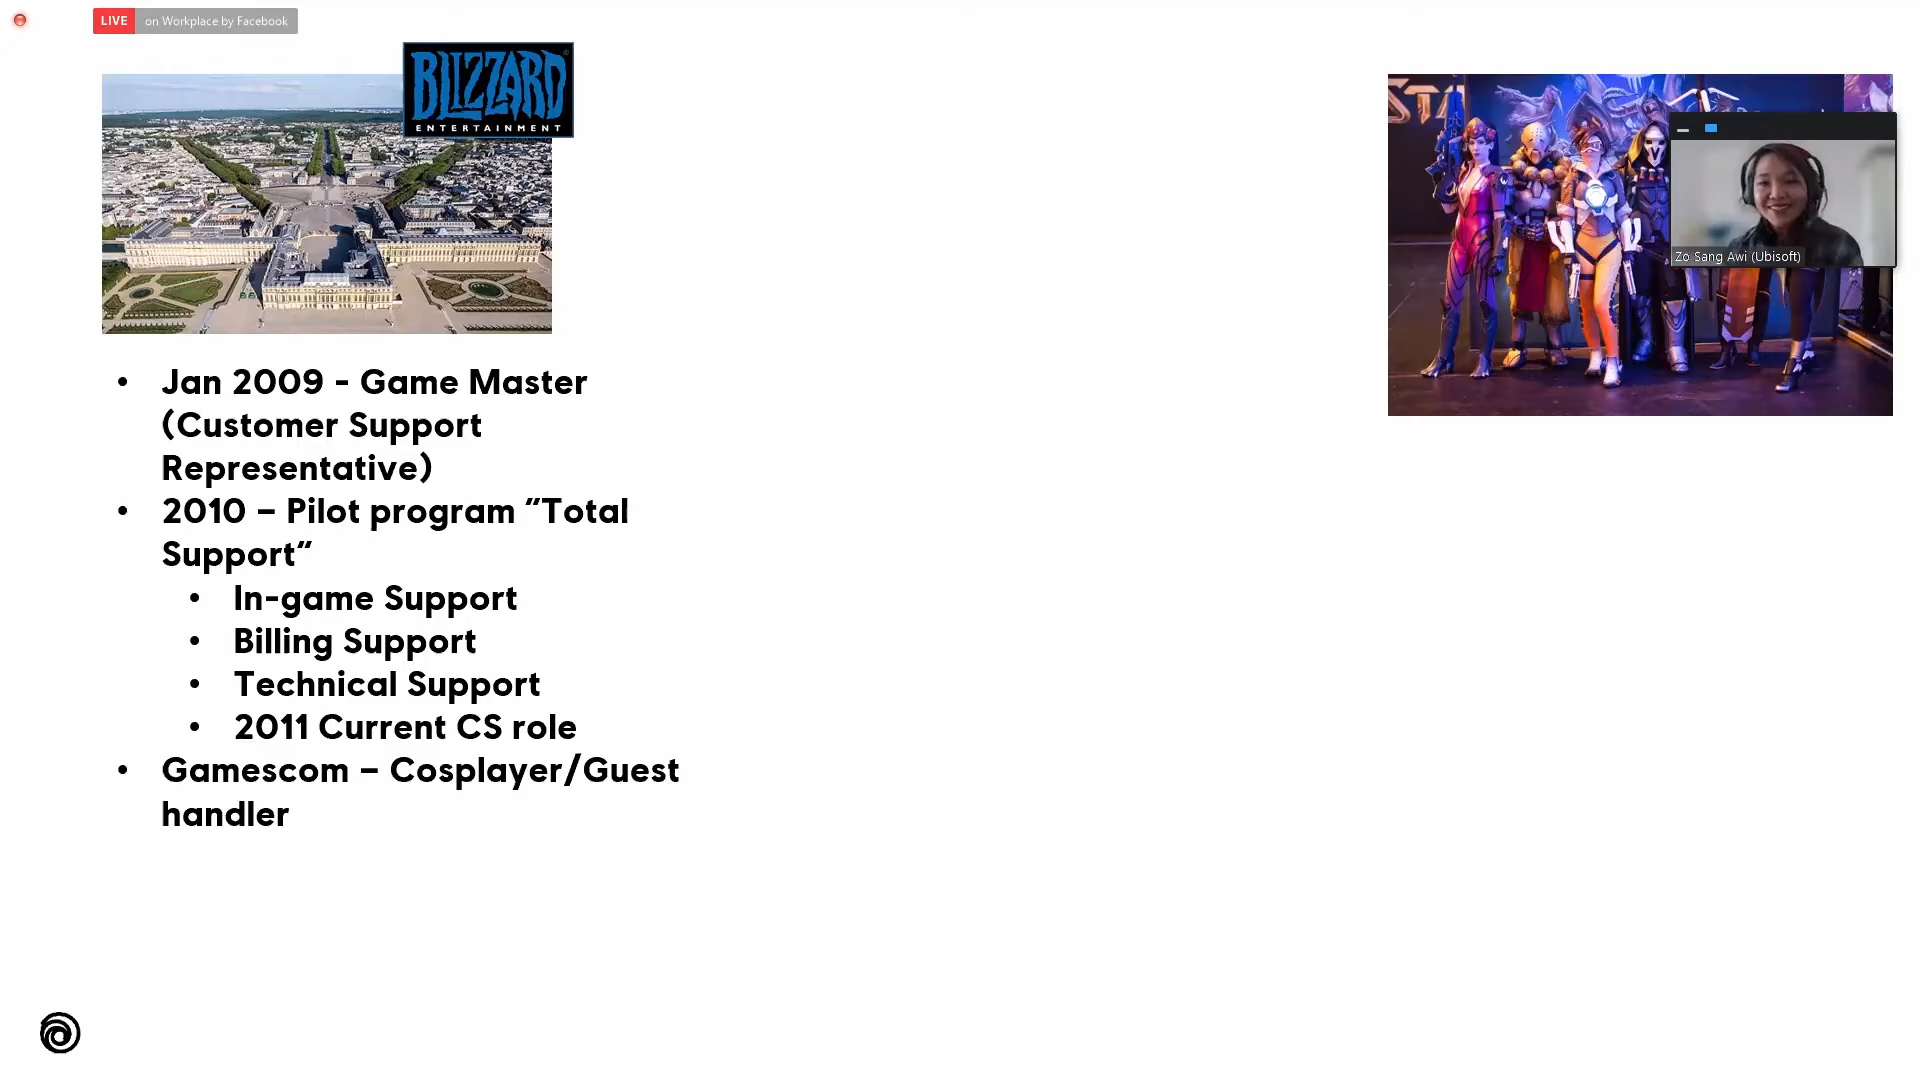 LIVE on Workplace by Facebook
BLIZZARD
ENTERTAINMENT
STA
Zo Sang Awi (Ubisoft)
• Jan 2009 - Game Master
(Customer Support
Representative)
• 2010 – Pilot program “Total
Support“
• In-game Support
• Billing Support
• Technical Support
• 2011 Current CS role
• Gamescom – Cosplayer/Guest
handler